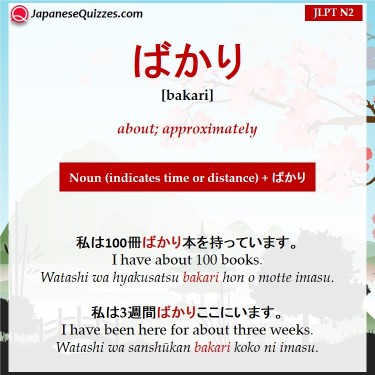 JapaneseQuizzes.com
JLPT N2
ばかり
[bakari]
about; approximately
Noun (indicates time or distance) + ばかり
私は100冊ばかり本を持っています。
I have about 100 books.
Watashi wa hyakusatsu bakari hon o motte imasu.
私は3週間ばかりここにいます。
I have been here for about three weeks.
Watashi wa sanshūkan bakari koko ni imasu.